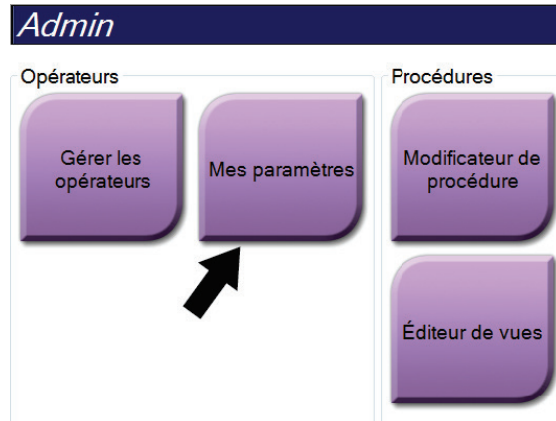 Admin
Opérateurs
Gérer les
opérateurs
Mes paramètres
Procédures
Modificateur de
procédure
Éditeur de vues